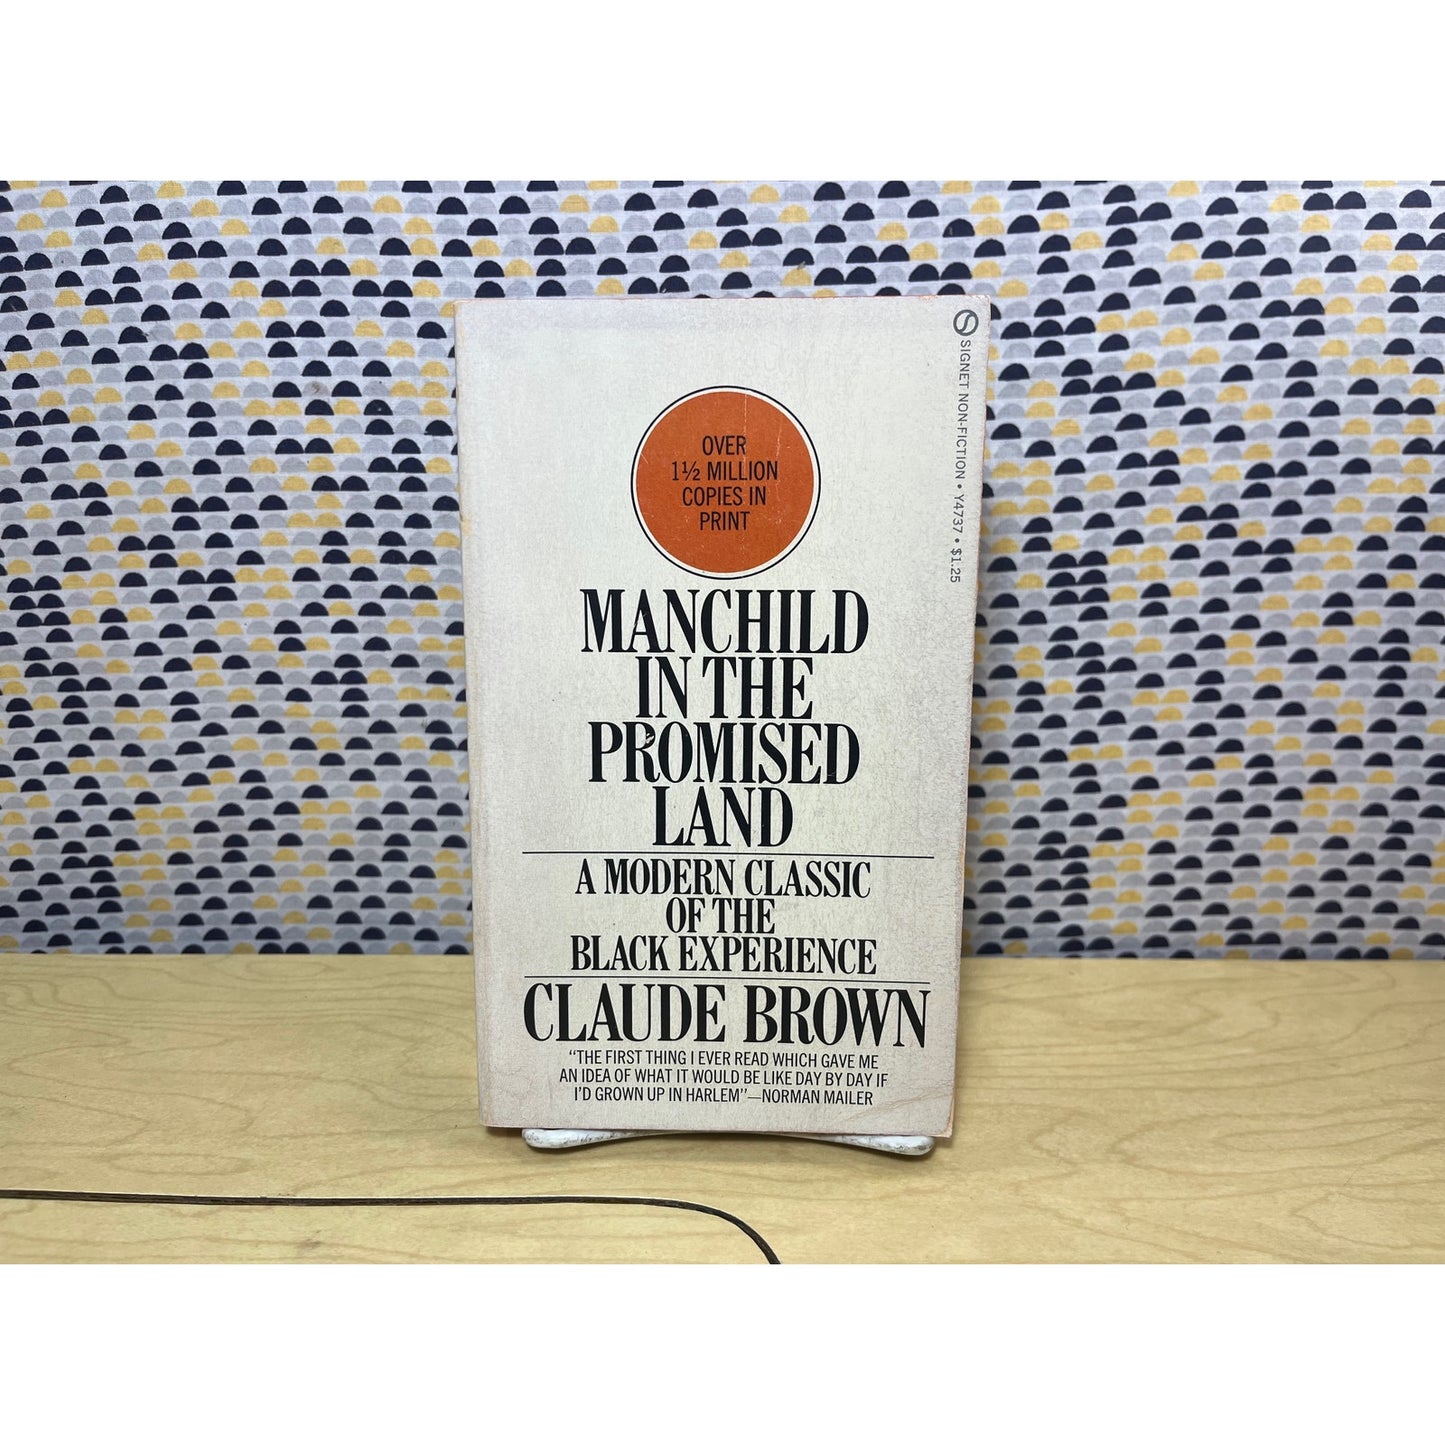 OVER
1½ MILLION
COPIES IN
PRINT
MANCHILD
IN THE
PROMISED
LAND
A MODERN CLASSIC
OF THE
BLACK EXPERIENCE
CLAUDE BROWN
"THE FIRST THING I EVER READ WHICH GAVE ME
AN IDEA OF WHAT IT WOULD BE LIKE DAY BY DAY IF
I'D GROWN UP IN HARLEM"—NORMAN MAILER
SIGNET NON-FICTION • Y4737 • $1.25